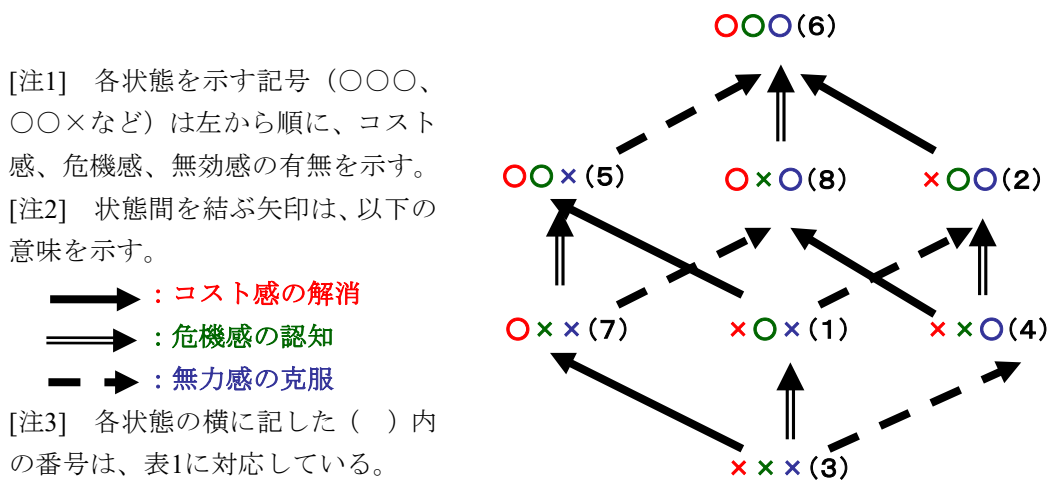 [注1]　各状態を示す記号（〇〇〇、
〇〇×など）は左から順に、コスト
感、危機感、無効感の有無を示す。
[注2]　状態間を結ぶ矢印は、以下の
意味を示す。
：コスト感の解消
：危機感の認知
：無力感の克服
[注3]　各状態の横に記した（　）内
の番号は、表1に対応している。
〇〇〇(6)
〇〇×(5)
〇×〇(8)
×〇〇(2)
〇××(7)
×〇×(1)
××〇(4)
×××(3)